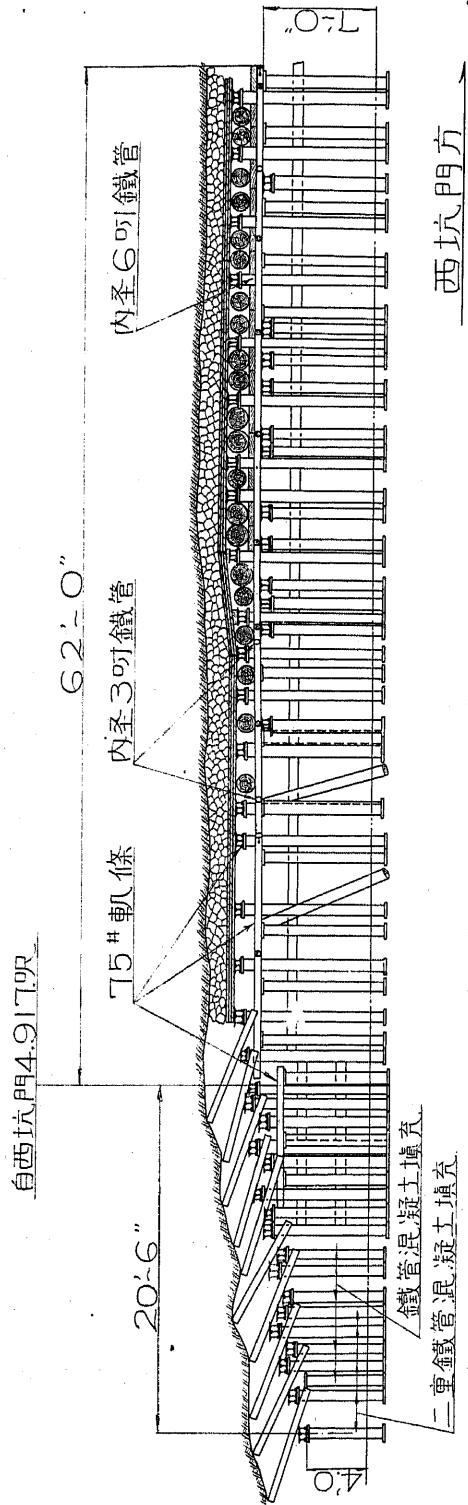 自西坑門4.917呎
62'-0"
20'-6"
75# 軌條
内圣3吋鐵管
内圣6吋鐵管
7'-0"
4'0
鐵管混凝土塡充
二重鐵管混凝土塡充
西坑門方